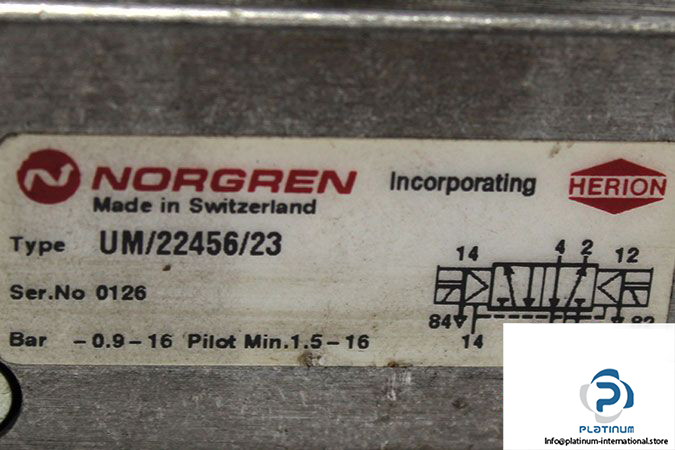 N NORGREN Incorporating HERION
Made in Switzerland
Type UM/22456/23
14 4 2 12
Ser.No 0126
84 82
Bar -0.9-16 Pilot Min.1.5-16 14
PLATINUM
Info@platinum-international.store